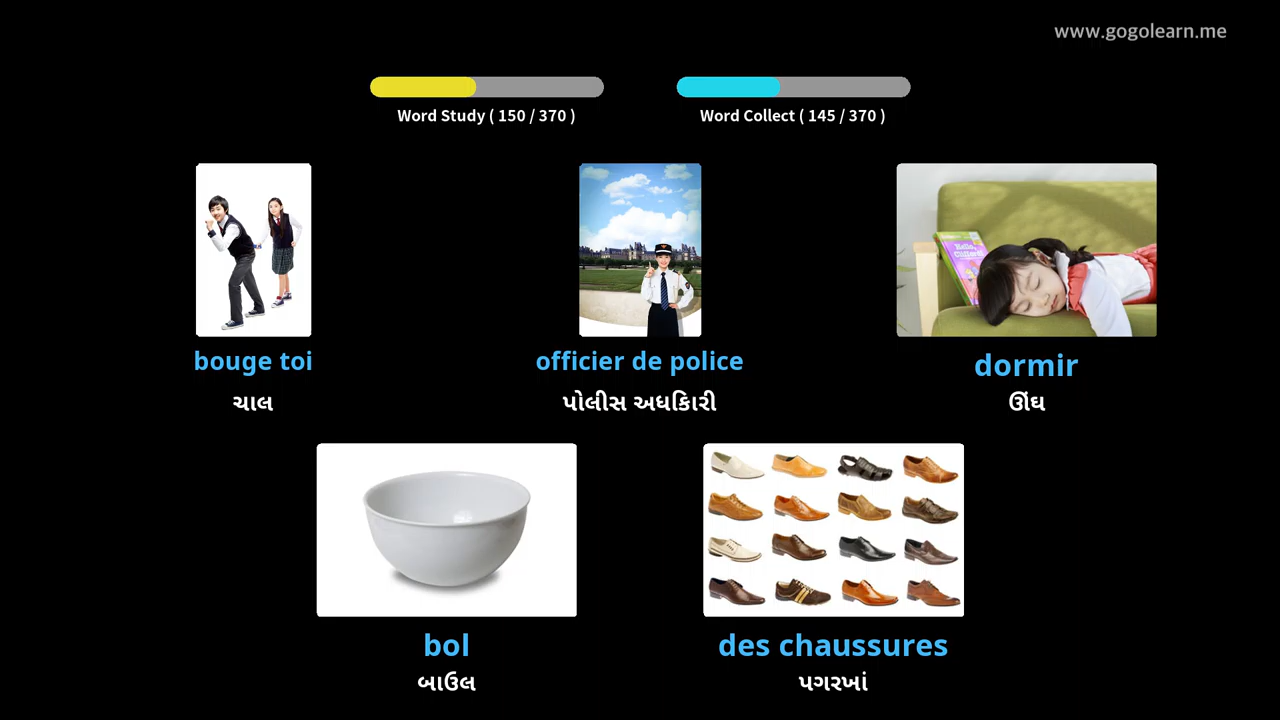 www.gogolearn.me
Word Study ( 150 / 370 )
Word Collect ( 145 / 370 )
bouge toi
officier de police
dormir
ચાલ
પોલીસ અધિકારી
ઊંઘ
bol
des chaussures
બાઉલ
પગરખાં